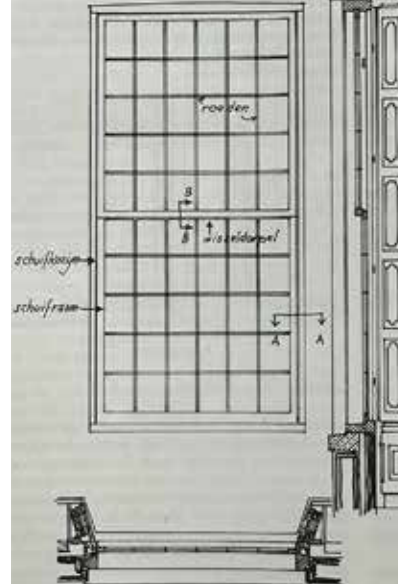 roeden
B
B
wisseldorpel
schuifkozijn
schuifraam
A A